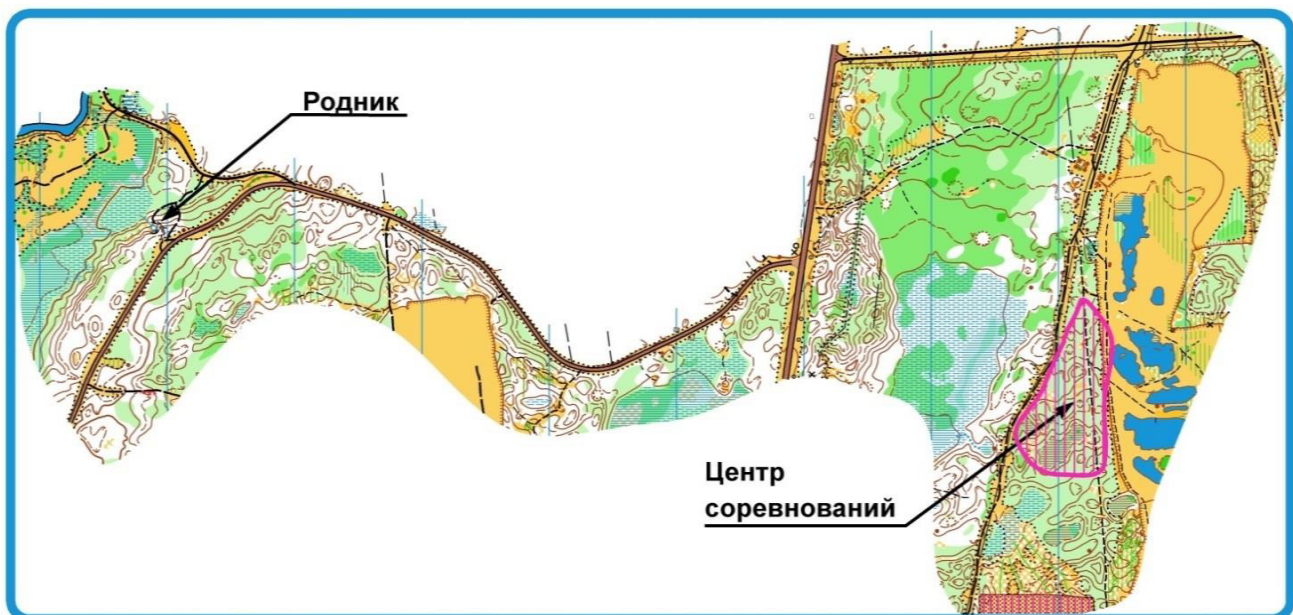 Родник
Центр
соревнований